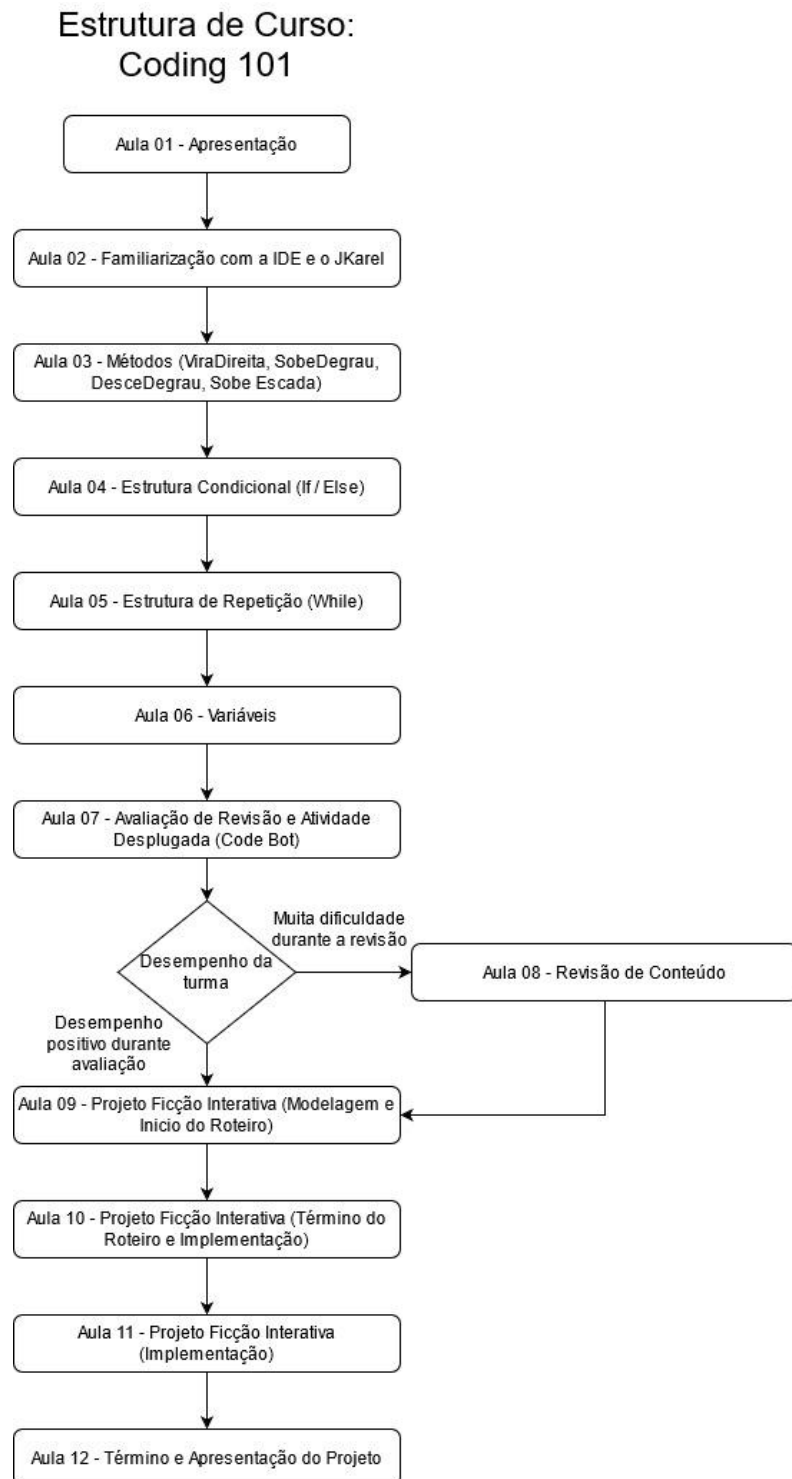 Estrutura de Curso:
Coding 101
Aula 01 - Apresentação
Aula 02 - Familiarização com a IDE e o JKarel
Aula 03 - Métodos (ViraDireita, SobeDegrau,
DesceDegrau, Sobe Escada)
Aula 04 - Estrutura Condicional (If / Else)
Aula 05 - Estrutura de Repetição (While)
Aula 06 - Variáveis
Aula 07 - Avaliação de Revisão e Atividade
Desplugada (Code Bot)
Desempenho da
turma
Muita dificuldade
durante a revisão
Aula 08 - Revisão de Conteúdo
Desempenho
positivo durante
avaliação
Aula 09 - Projeto Ficção Interativa (Modelagem e
Inicio do Roteiro)
Aula 10 - Projeto Ficção Interativa (Término do
Roteiro e Implementação)
Aula 11 - Projeto Ficção Interativa
(Implementação)
Aula 12 - Término e Apresentação do Projeto